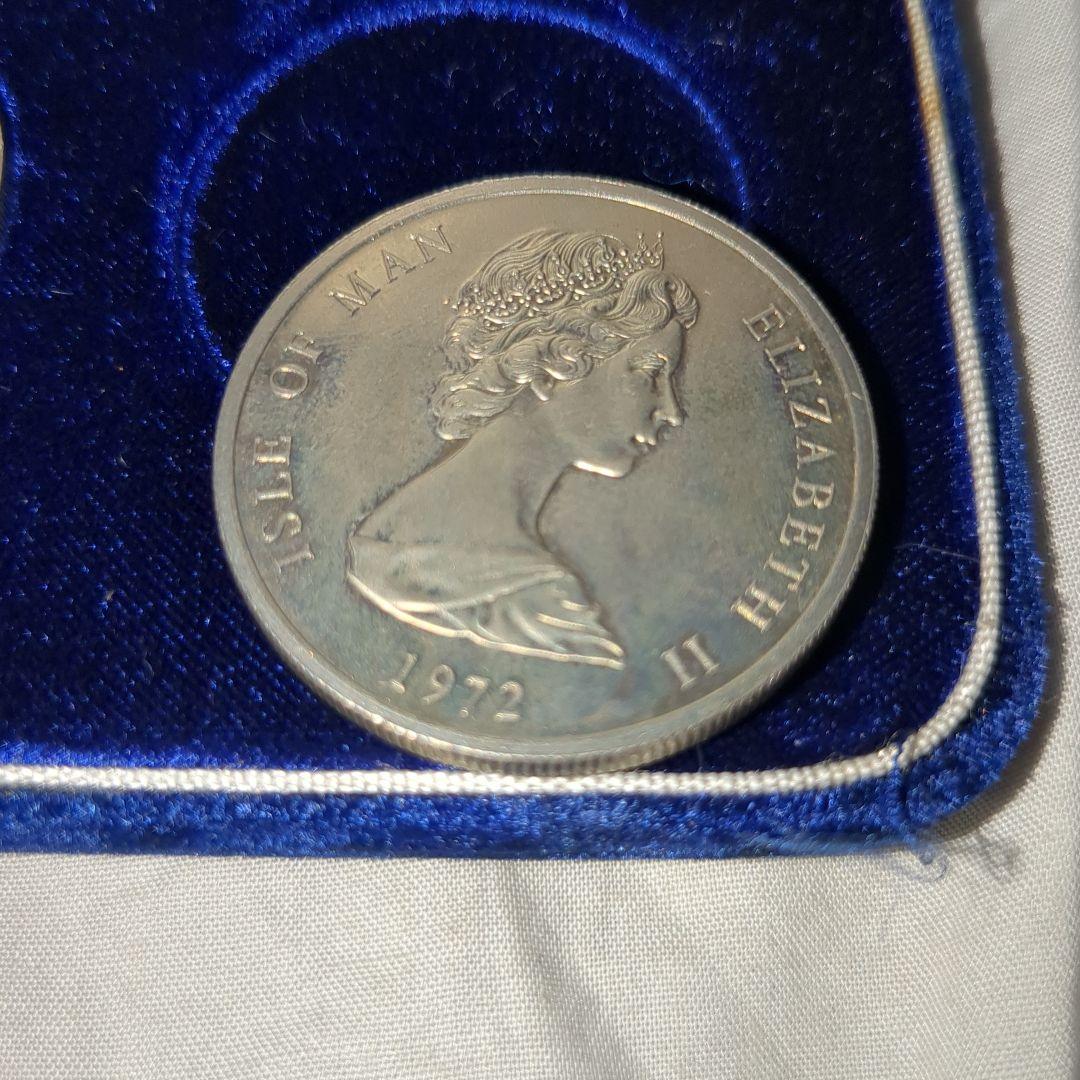 ISLE OF MAN
ELIZABETH II
1972